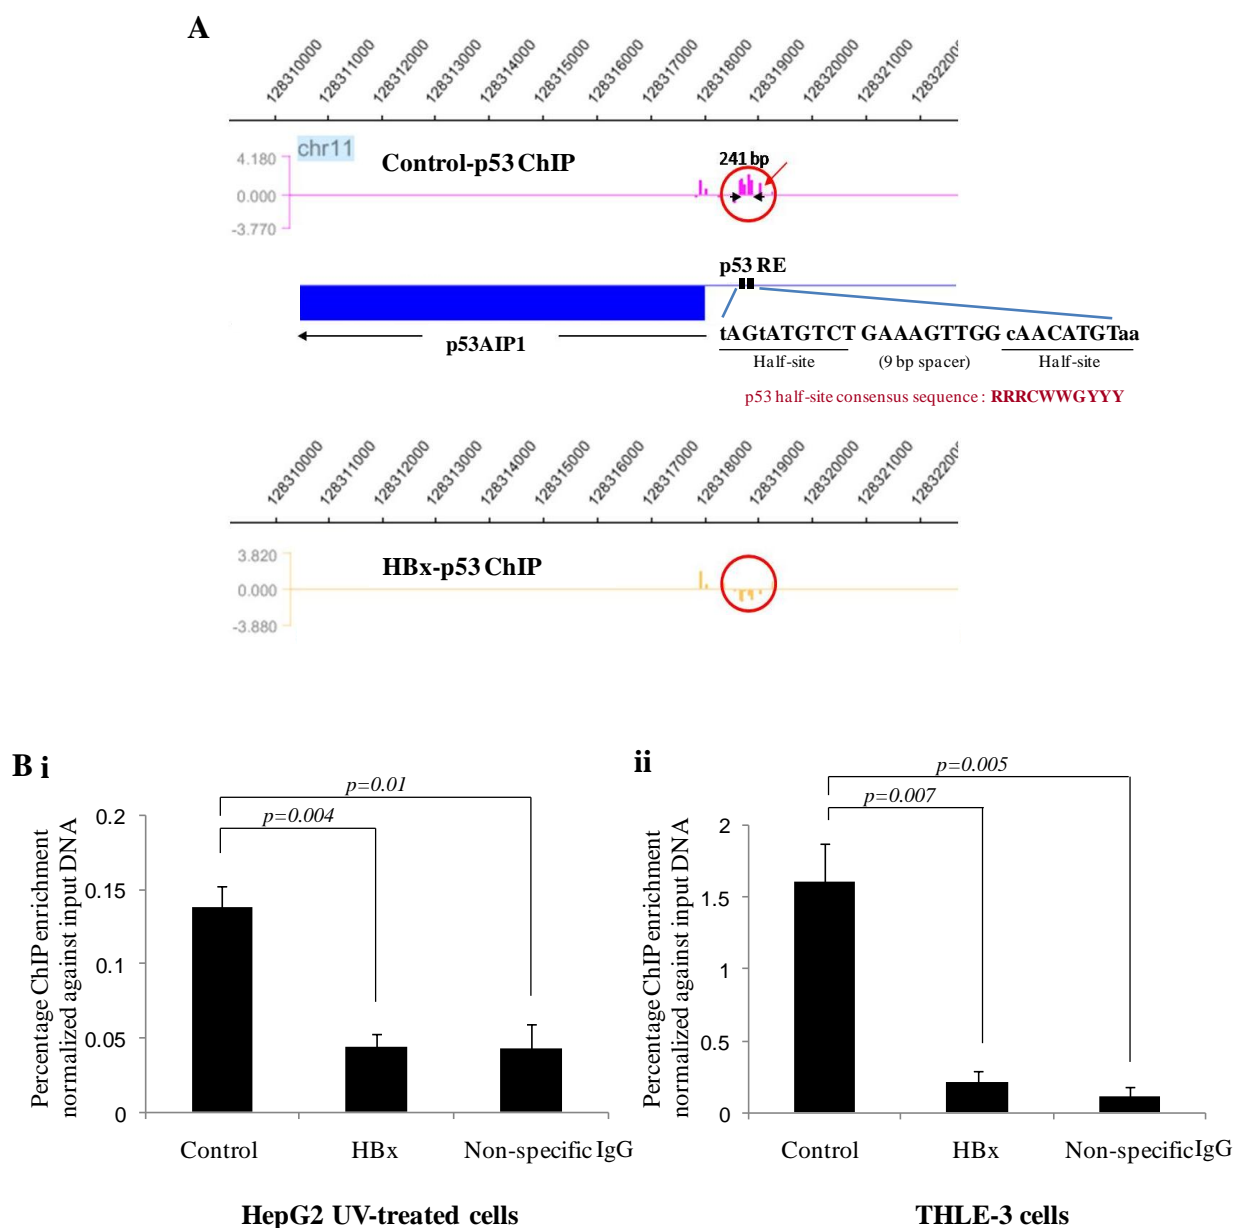 A
128310000 128311000 128312000 128313000 128314000 128315000 128316000 128317000 128318000 128319000 128320000 128321000 128322000
chr11
4.180
0.000
-3.770
Control-p53 ChIP
241 bp
p53 RE
p53AIP1
tAGtATGTCT GAAAGTTGG cAACATGTaa
Half-site (9 bp spacer) Half-site
p53 half-site consensus sequence : RRRCWWGYYY
128310000 128311000 128312000 128313000 128314000 128315000 128316000 128317000 128318000 128319000 128320000 128321000 128322000
3.820
0.000
-3.880
HBx-p53 ChIP
B i
p=0.01
p=0.004
Percentage ChIP enrichment
normalized against input DNA
0.2
0.15
0.1
0.05
0
Control HBx Non-specific IgG
HepG2 UV-treated cells
ii
p=0.005
p=0.007
Percentage ChIP enrichment
normalized against input DNA
2
1.5
1
0.5
0
Control HBx Non-specific IgG
THLE-3 cells